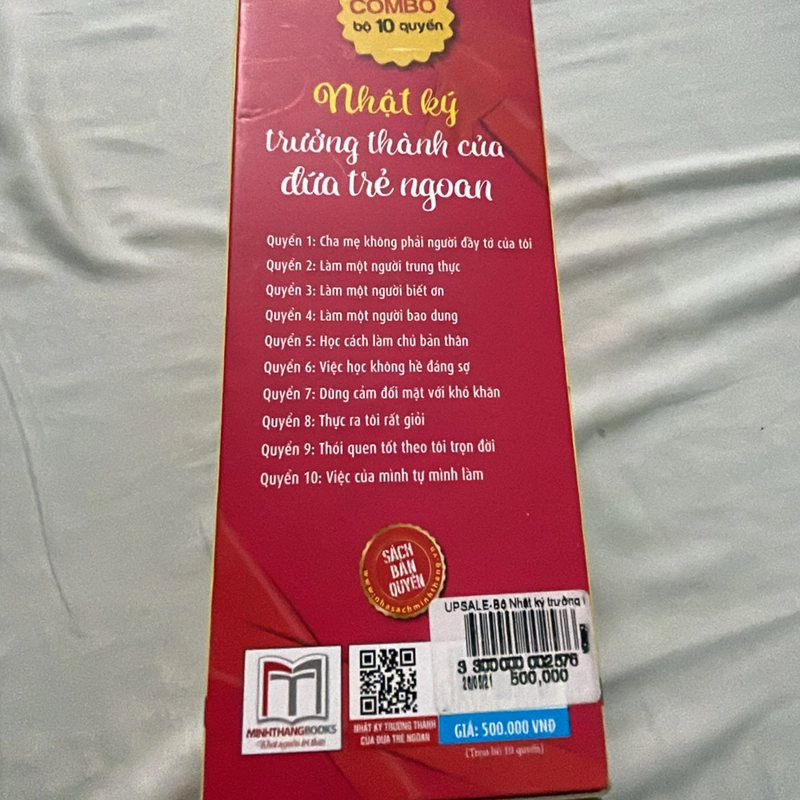 COMBO
bộ 10 quyển
Nhật ký
trưởng thành của
đứa trẻ ngoan
Quyển 1: Cha mẹ không phải người đầy tớ của tôi
Quyển 2: Làm một người trung thực
Quyển 3: Làm một người biết ơn
Quyển 4: Làm một người bao dung
Quyển 5: Học cách làm chủ bản thân
Quyển 6: Việc học không hề đáng sợ
Quyển 7: Dũng cảm đối mặt với khó khăn
Quyển 8: Thực ra tôi rất giỏi
Quyển 9: Thói quen tốt theo tôi trọn đời
Quyển 10: Việc của mình tự mình làm
SÁCH
BẢN
QUYỀN
www.nhasachminhthang.vn
UPSALE-Bộ Nhật ký trưởng
3 300000 002576
500,000
MINHTHANGBOOKS
NHẬT KÝ TRƯỞNG THÀNH
CỦA ĐỨA TRẺ NGOAN
GIÁ: 500.000 VNĐ
(Trọn bộ 10 quyển)